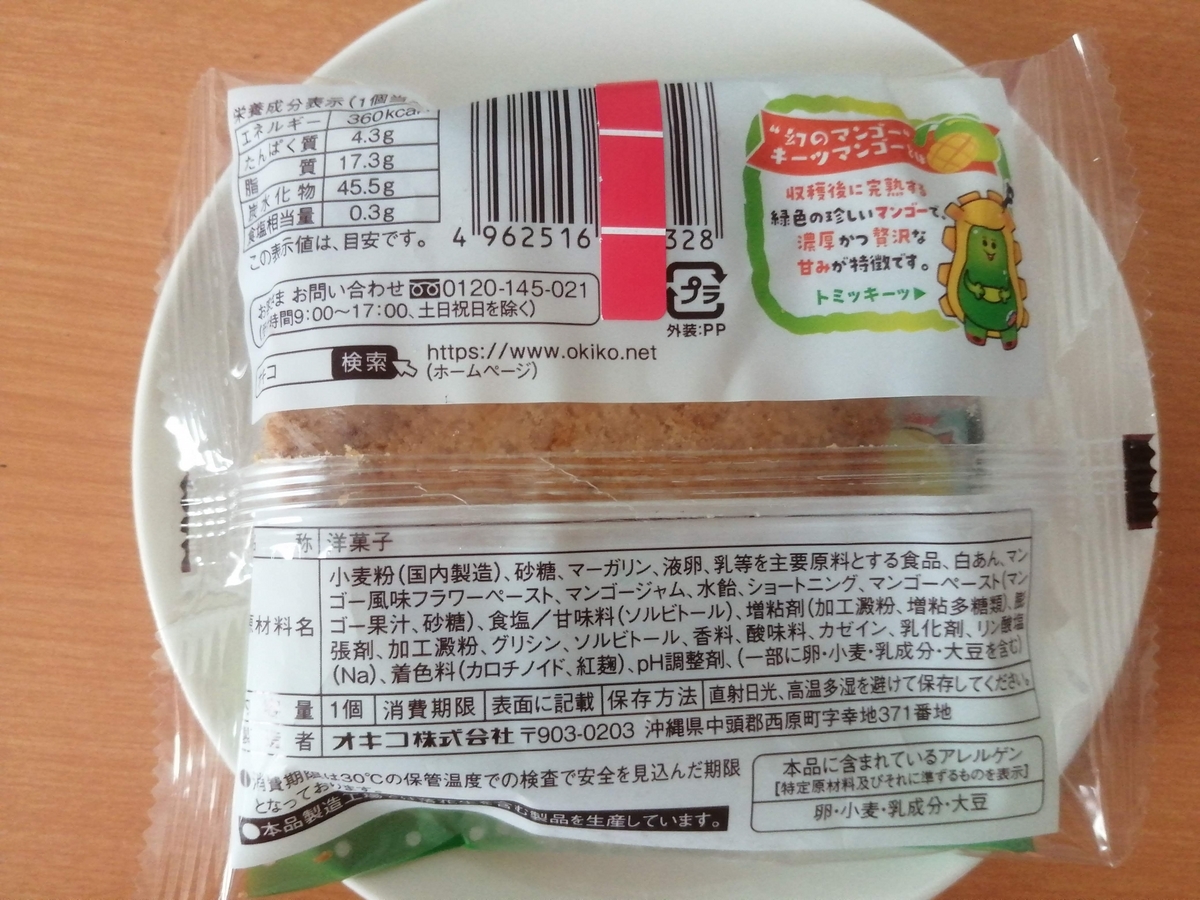 栄養成分表示(1個当
エネルギー 360kcal
たんぱく質 4.3g
脂 質 17.3g
炭水化物 45.5g
食塩相当量 0.3g
この表示値は、目安です。
4 962516 328
お問い合わせ 0120-145-021
時間9:00〜17:00、土日祝日を除く)
コ 検索
https://www.okiko.net
(ホームページ)
プラ
外装:PP
“幻のマンゴー”
キーツマンゴーとは
収穫後に完熟する
緑色の珍しいマンゴーで、
濃厚かつ贅沢な
甘みが特徴です。
トミッキーツ▶
称 洋菓子
材料名 小麦粉(国内製造)、砂糖、マーガリン、液卵、乳等を主要原料とする食品、白あん、マン
ゴー風味フラワーペースト、マンゴージャム、水飴、ショートニング、マンゴーペースト(マン
ゴー果汁、砂糖)、食塩/甘味料(ソルビトール)、増粘剤(加工澱粉、増粘多糖類)、膨
張剤、加工澱粉、グリシン、ソルビトール、香料、酸味料、カゼイン、乳化剤、リン酸塩
(Na)、着色料(カロチノイド、紅麹)、pH調整剤、(一部に卵・小麦・乳成分・大豆を含む)
量 1個 消費期限 表面に記載 保存方法 直射日光、高温多湿を避けて保存してください。
者 オキコ株式会社 〒903-0203 沖縄県中頭郡西原町字幸地371番地
消費期限は30℃の保管温度での検査で安全を見込んだ期限
となっており
●本品製造工 を含む製品を生産しています。
本品に含まれているアレルゲン
[特定原材料及びそれに準ずるものを表示]
卵・小麦・乳成分・大豆